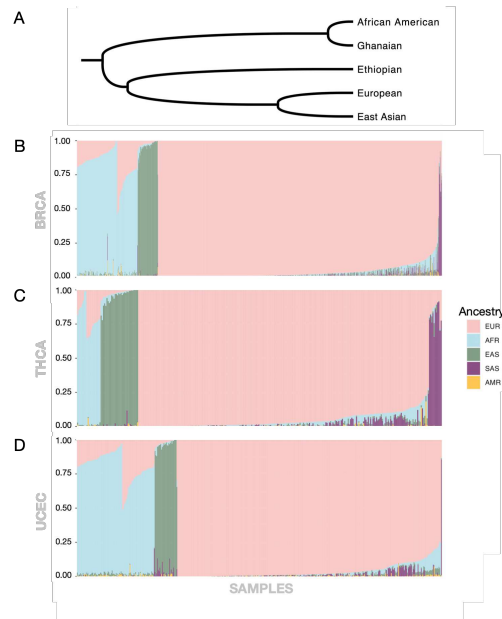 A
African American
Ghanaian
Ethiopian
European
East Asian
B
BRCA
1.00
0.75
0.50
0.25
0.00
C
THCA
1.00
0.75
0.50
0.25
0.00
Ancestry
EUR
AFR
EAS
SAS
AMR
D
UCEC
1.00
0.75
0.50
0.25
0.00
SAMPLES